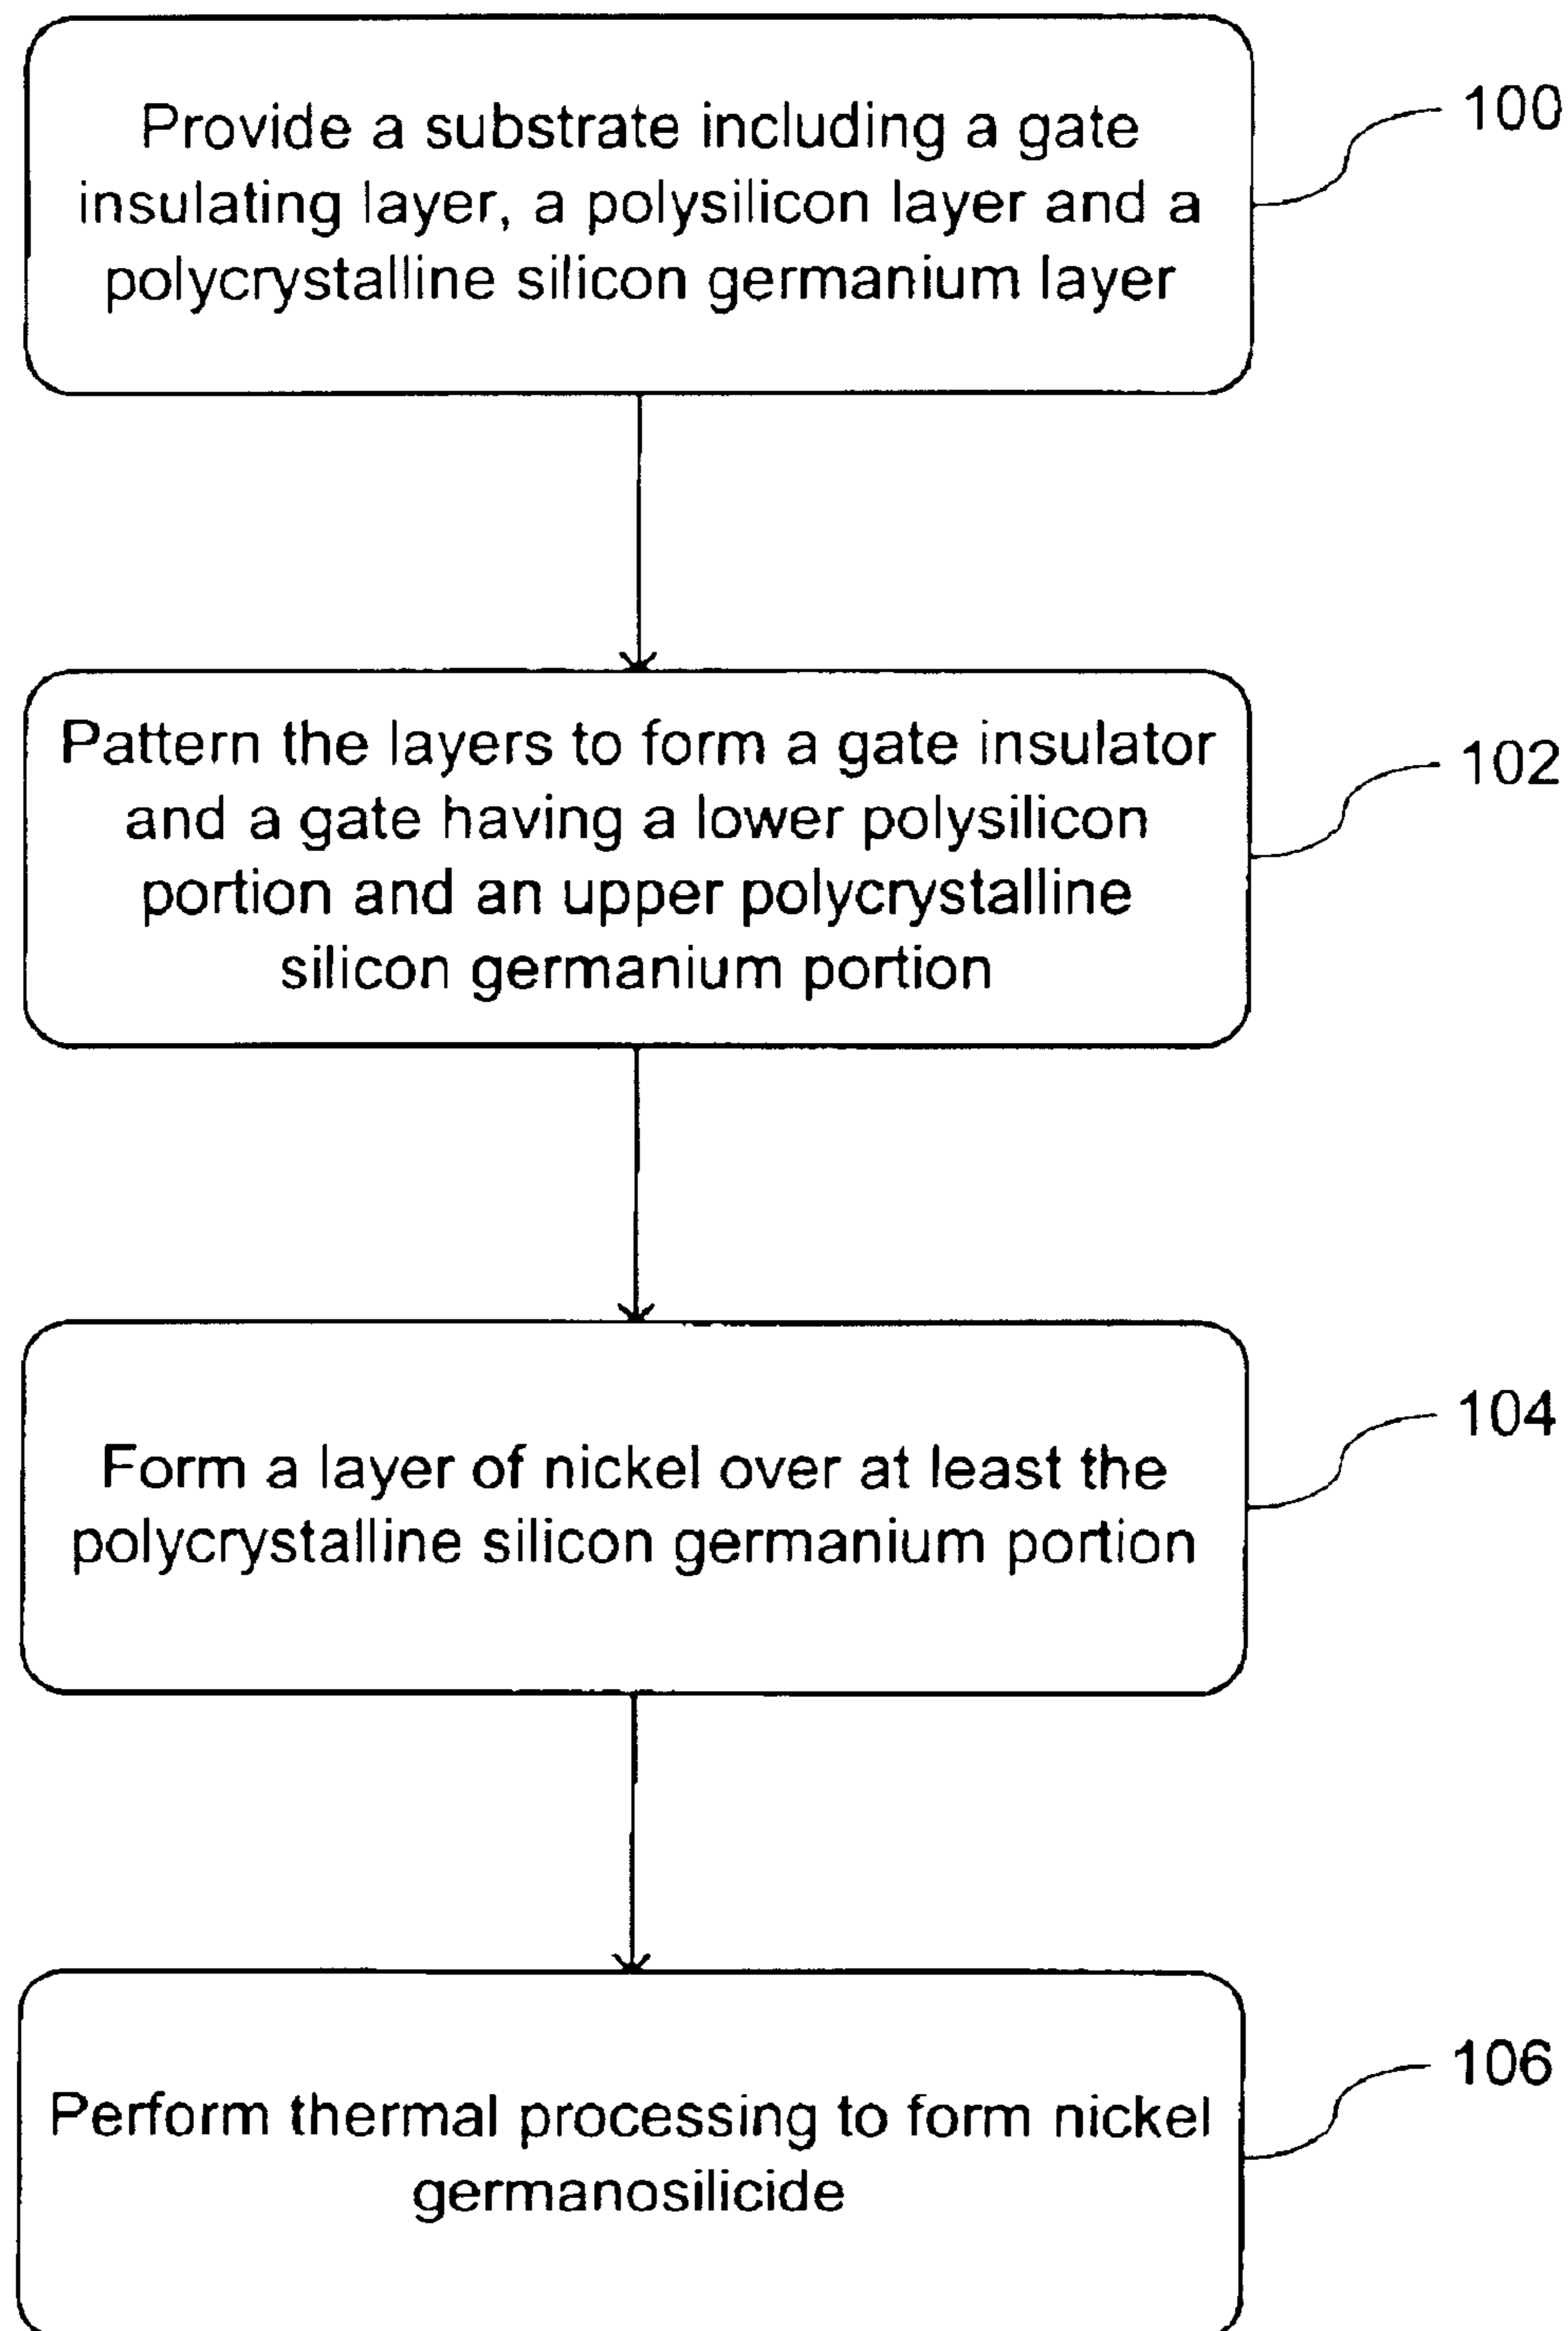 Provide a substrate including a gate
insulating layer, a polysilicon layer and a
polycrystalline silicon germanium layer
100
Pattern the layers to form a gate insulator
and a gate having a lower polysilicon
portion and an upper polycrystalline
silicon germanium portion
102
Form a layer of nickel over at least the
polycrystalline silicon germanium portion
104
Perform thermal processing to form nickel
germanosilicide
106